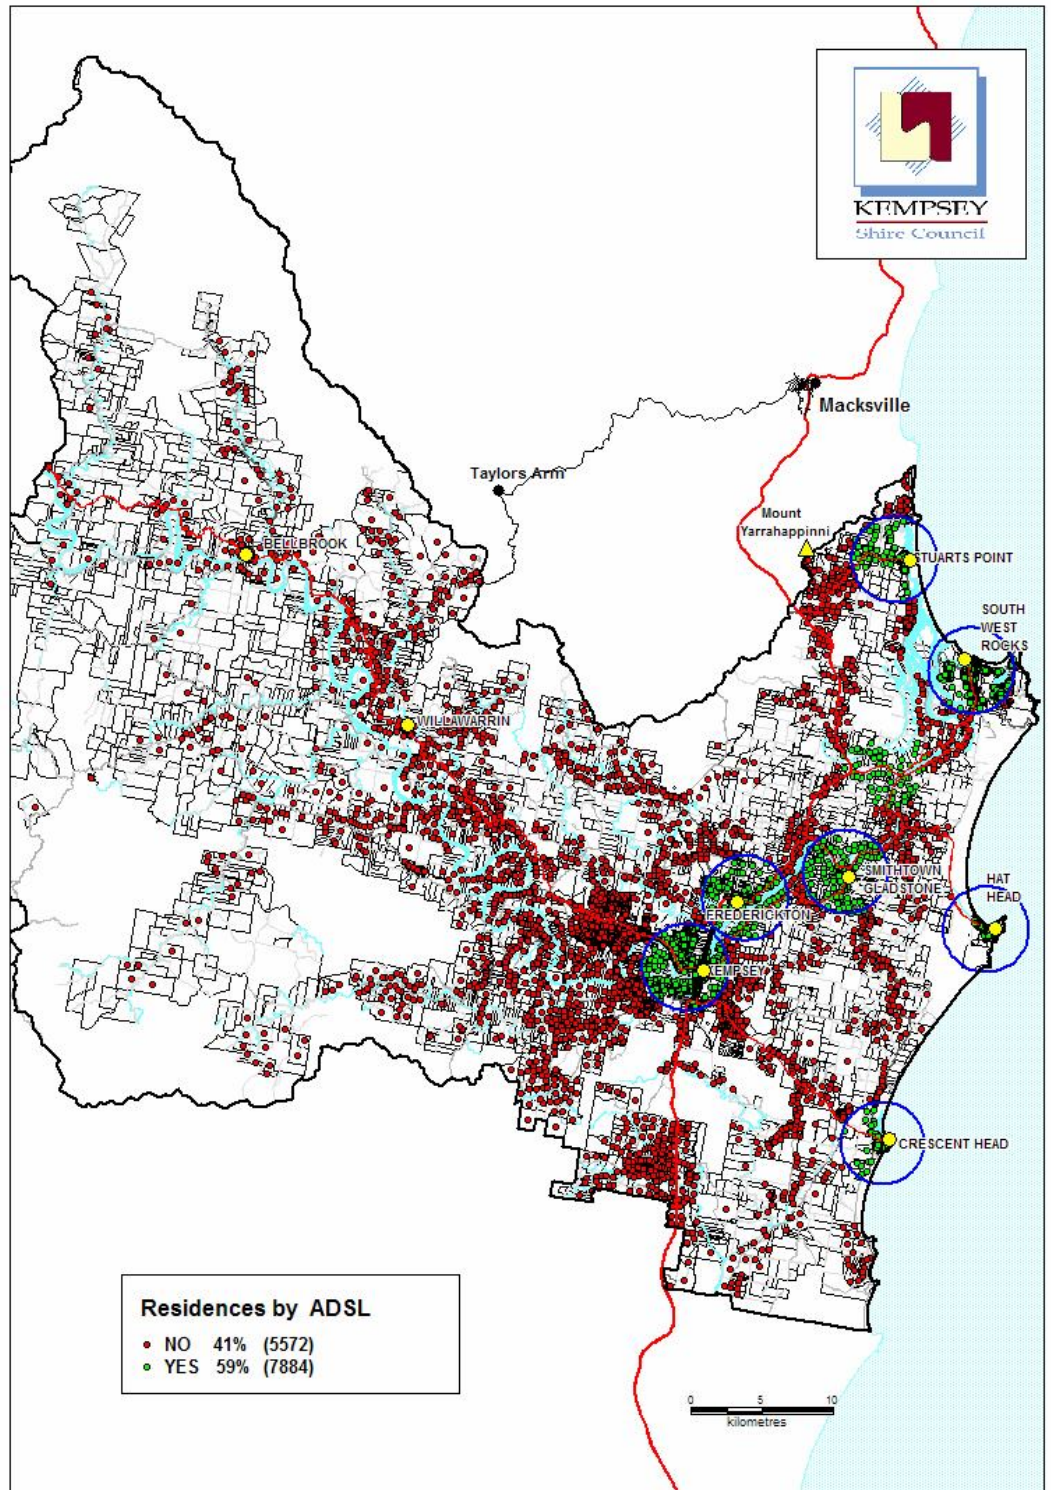 KEMPSEY
Shire Council
Macksville
Taylors Arm
Mount
Yarrahappinni
BELLBROOK
STUARTS POINT
SOUTH
WEST
ROCKS
WILLAWARRIN
SMITHTOWN
GLADSTONE
HAT
HEAD
FREDERICKTON
KEMPSEY
CRESCENT HEAD
Residences by ADSL
NO 41% (5572)
YES 59% (7884)
0 5 10
kilometres